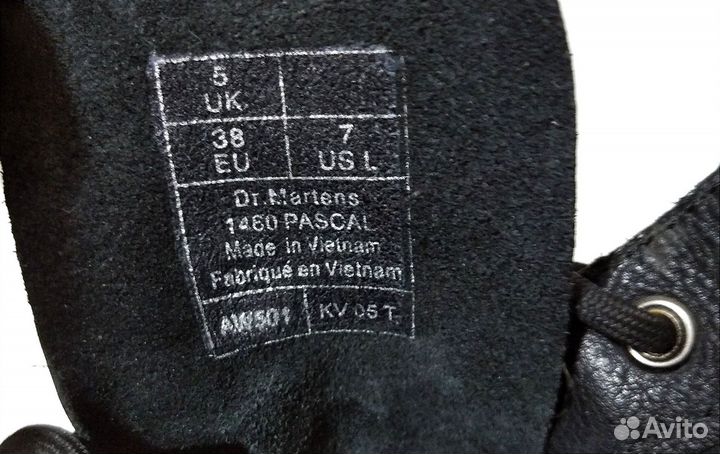 5
UK
38 7
EU US L
Dr.Martens
1460 PASCAL
Made in Vietnam
Fabriqué en Vietnam
AW501 KV 05 T
Avito